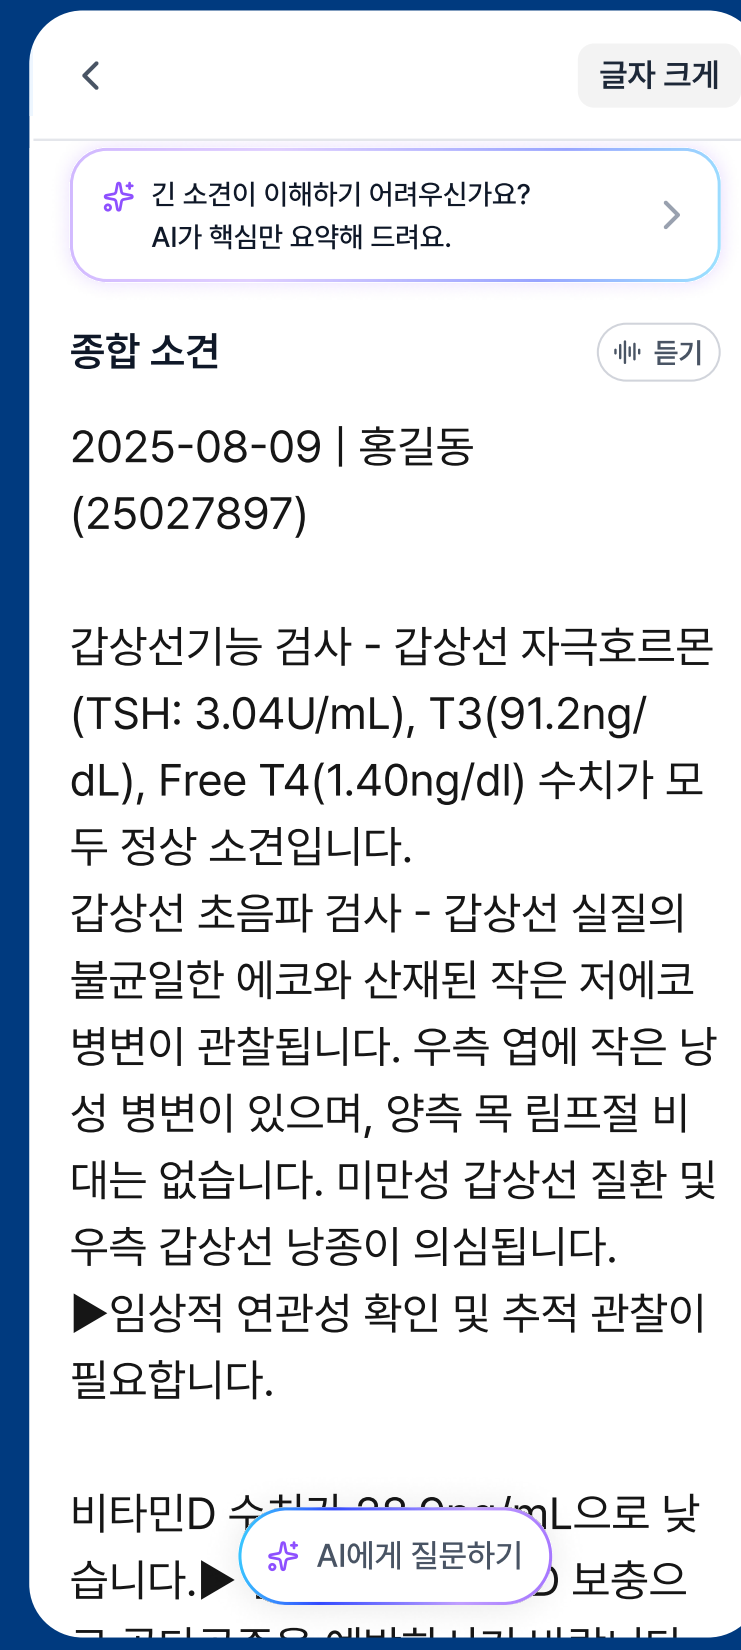 글자 크게
긴 소견이 이해하기 어려우신가요?
AI가 핵심만 요약해 드려요.
종합 소견
듣기
2025-08-09 | 홍길동
(25027897)
갑상선기능 검사 - 갑상선 자극호르몬
(TSH: 3.04U/mL), T3(91.2ng/
dL), Free T4(1.40ng/dl) 수치가 모
두 정상 소견입니다.
갑상선 초음파 검사 - 갑상선 실질의
불균일한 에코와 산재된 작은 저에코
병변이 관찰됩니다. 우측 엽에 작은 낭
성 병변이 있으며, 양측 목 림프절 비
대는 없습니다. 미만성 갑상선 질환 및
우측 갑상선 낭종이 의심됩니다.
▶임상적 연관성 확인 및 추적 관찰이
필요합니다.
비타민D 수치가 으로 낮
습니다.▶ 보충으
AI에게 질문하기